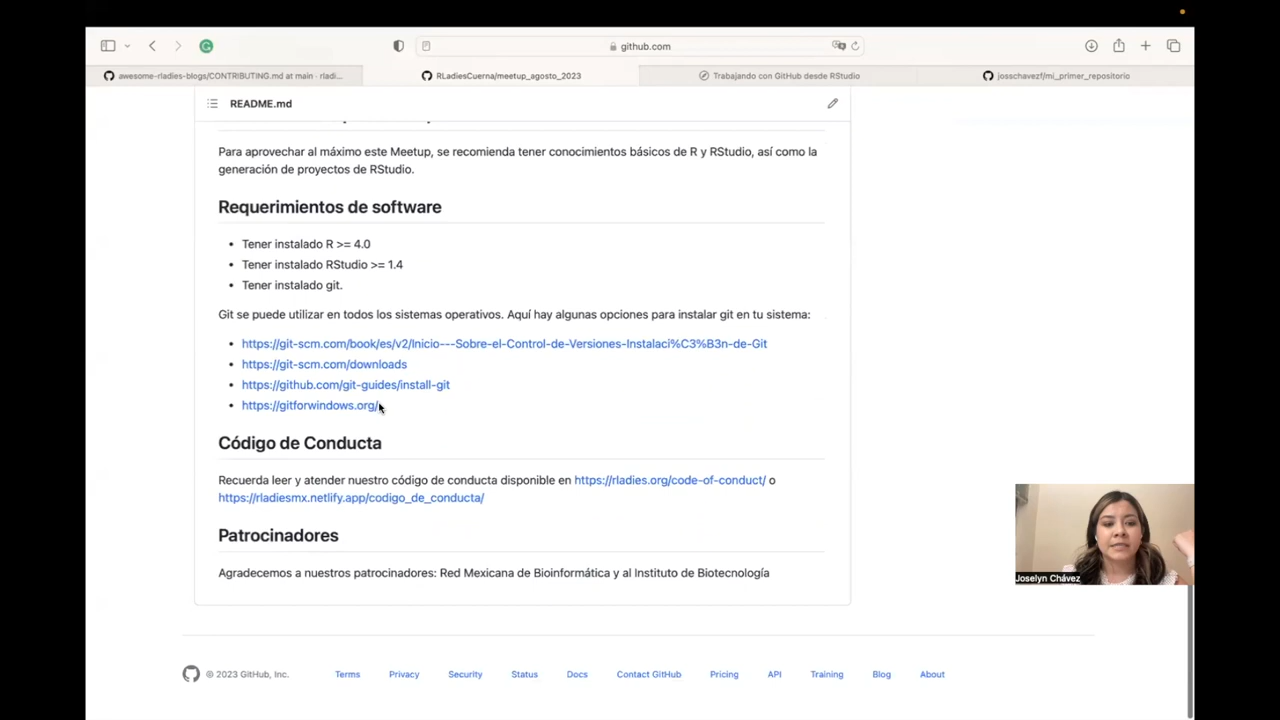 github.com
awesome-rladies-blogs/CONTRIBUTING.md at main · rladi...
RLadiesCuerna/meetup_agosto_2023
Trabajando con GitHub desde RStudio
josschavezf/mi_primer_repositorio
README.md
Para aprovechar al máximo este Meetup, se recomienda tener conocimientos básicos de R y RStudio, así como la
generación de proyectos de RStudio.
Requerimientos de software
• Tener instalado R >= 4.0
• Tener instalado RStudio >= 1.4
• Tener instalado git.
Git se puede utilizar en todos los sistemas operativos. Aquí hay algunas opciones para instalar git en tu sistema:
• https://git-scm.com/book/es/v2/Inicio---Sobre-el-Control-de-Versiones-Instalaci%C3%B3n-de-Git
• https://git-scm.com/downloads
• https://github.com/git-guides/install-git
• https://gitforwindows.org/
Código de Conducta
Recuerda leer y atender nuestro código de conducta disponible en https://rladies.org/code-of-conduct/ o
https://rladiesmx.netlify.app/codigo_de_conducta/
Patrocinadores
Agradecemos a nuestros patrocinadores: Red Mexicana de Bioinformática y al Instituto de Biotecnología
Joselyn Chávez
© 2023 GitHub, Inc. Terms Privacy Security Status Docs Contact GitHub Pricing API Training Blog About